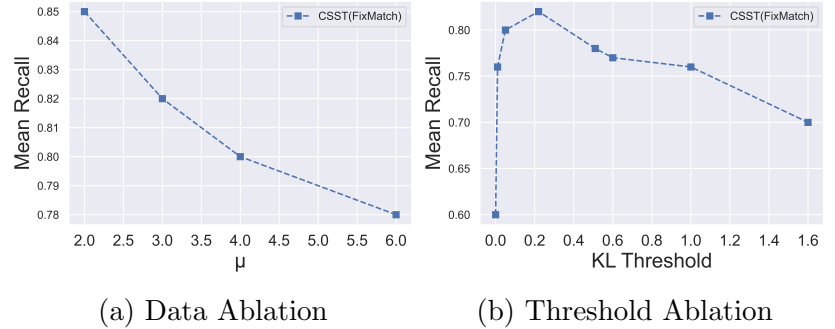 0.85
0.84
0.83
0.82
0.81
0.80
0.79
0.78
Mean Recall
CSST(FixMatch)
2.0 2.5 3.0 3.5 4.0 4.5 5.0 5.5 6.0
μ
(a) Data Ablation
0.80
0.75
0.70
0.65
0.60
Mean Recall
CSST(FixMatch)
0.0 0.2 0.4 0.6 0.8 1.0 1.2 1.4 1.6
KL Threshold
(b) Threshold Ablation